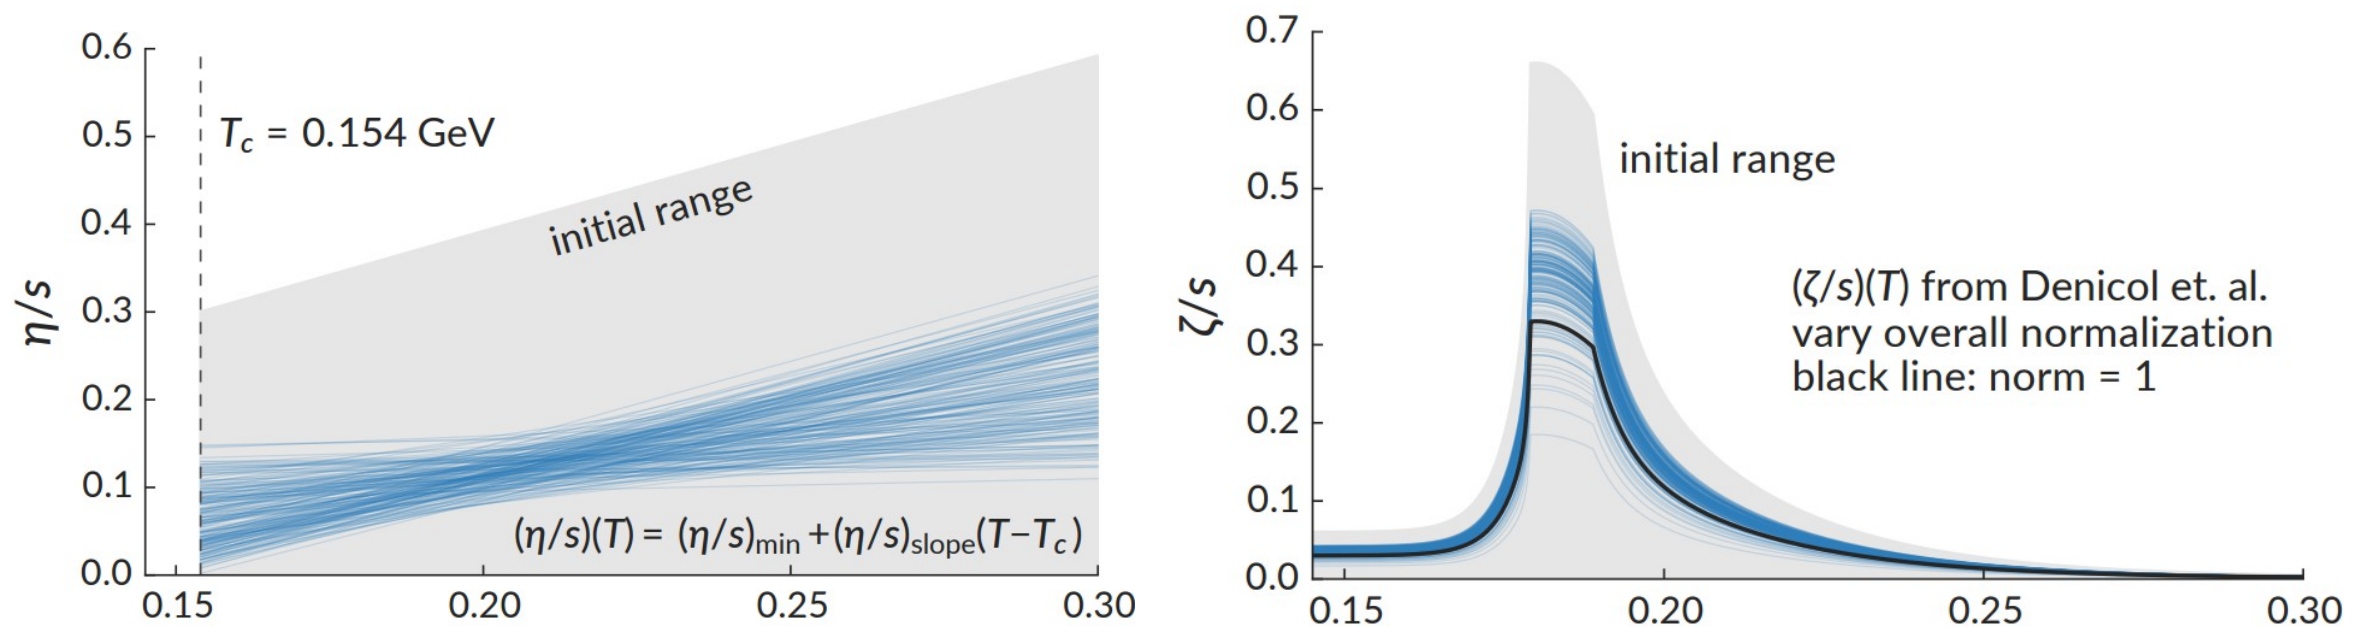 0.6
0.5
0.4
0.3
0.2
0.1
0.0
η/s
T_c = 0.154 GeV
initial range
(η/s)(T) = (η/s)min+(η/s)slope(T−T_c)
0.15
0.20
0.25
0.30
0.7
0.6
0.5
0.4
0.3
0.2
0.1
0.0
ζ/s
initial range
(ζ/s)(T) from Denicol et. al.
vary overall normalization
black line: norm = 1
0.15
0.20
0.25
0.30